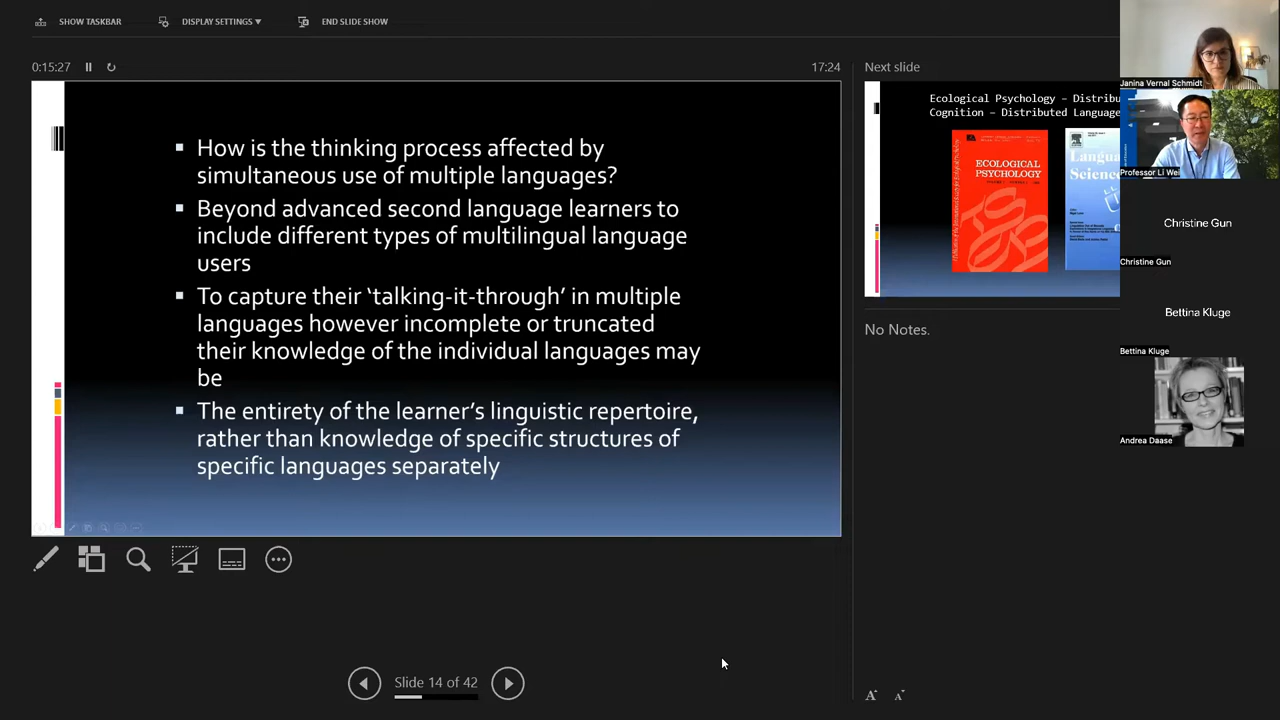 SHOW TASKBAR
DISPLAY SETTINGS ▼
END SLIDE SHOW
0:15:27
17:24
How is the thinking process affected by
simultaneous use of multiple languages?
Beyond advanced second language learners to
include different types of multilingual language
users
To capture their ‘talking-it-through’ in multiple
languages however incomplete or truncated
their knowledge of the individual languages may
be
The entirety of the learner’s linguistic repertoire,
rather than knowledge of specific structures of
specific languages separately
Slide 14 of 42
Next slide
Ecological Psychology – Distribu
Cognition – Distributed Language
ECOLOGICAL
PSYCHOLOGY
Langua
Science
No Notes.
Janina Vernal Schmidt
Professor Li Wei
Christine Gun
Christine Gun
Bettina Kluge
Bettina Kluge
Andrea Daase